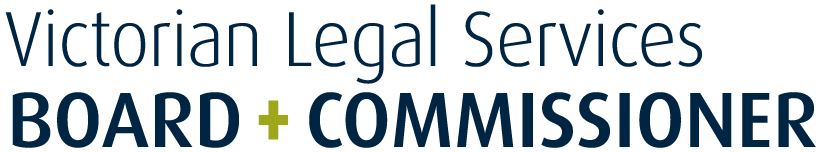 Victorian Legal Services
BOARD + COMMISSIONER